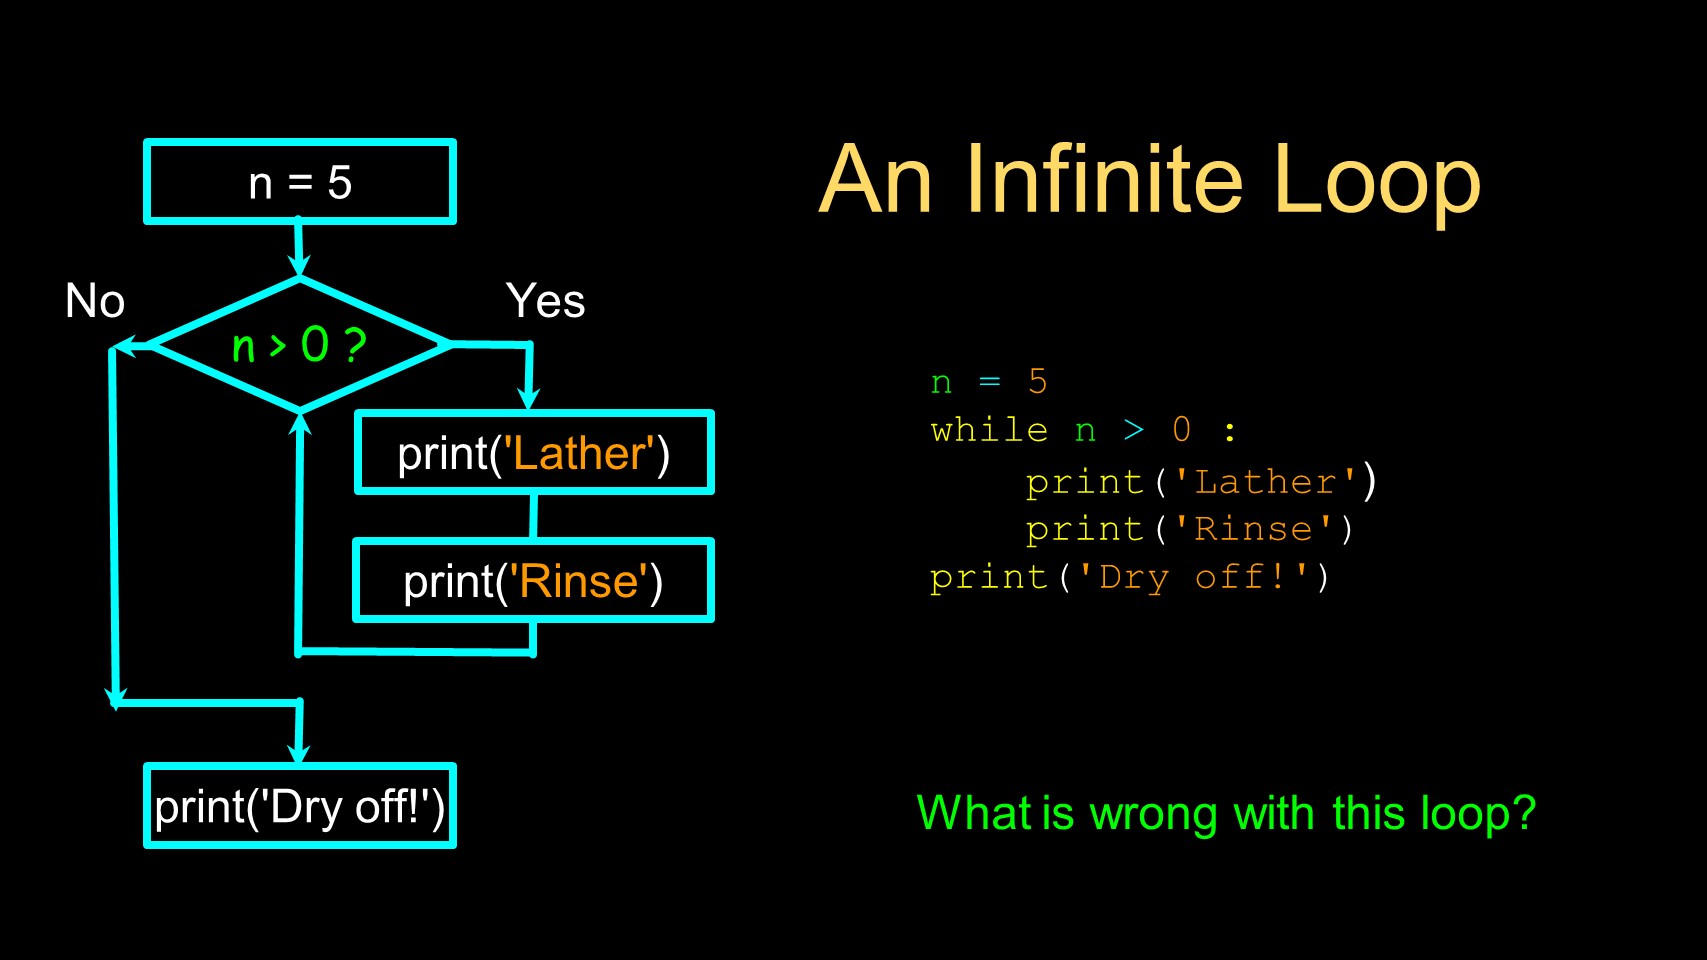 An Infinite Loop
n = 5
No
Yes
n > 0 ?
print('Lather')
print('Rinse')
print('Dry off!')
n = 5
while n > 0 :
    print('Lather')
    print('Rinse')
print('Dry off!')
What is wrong with this loop?